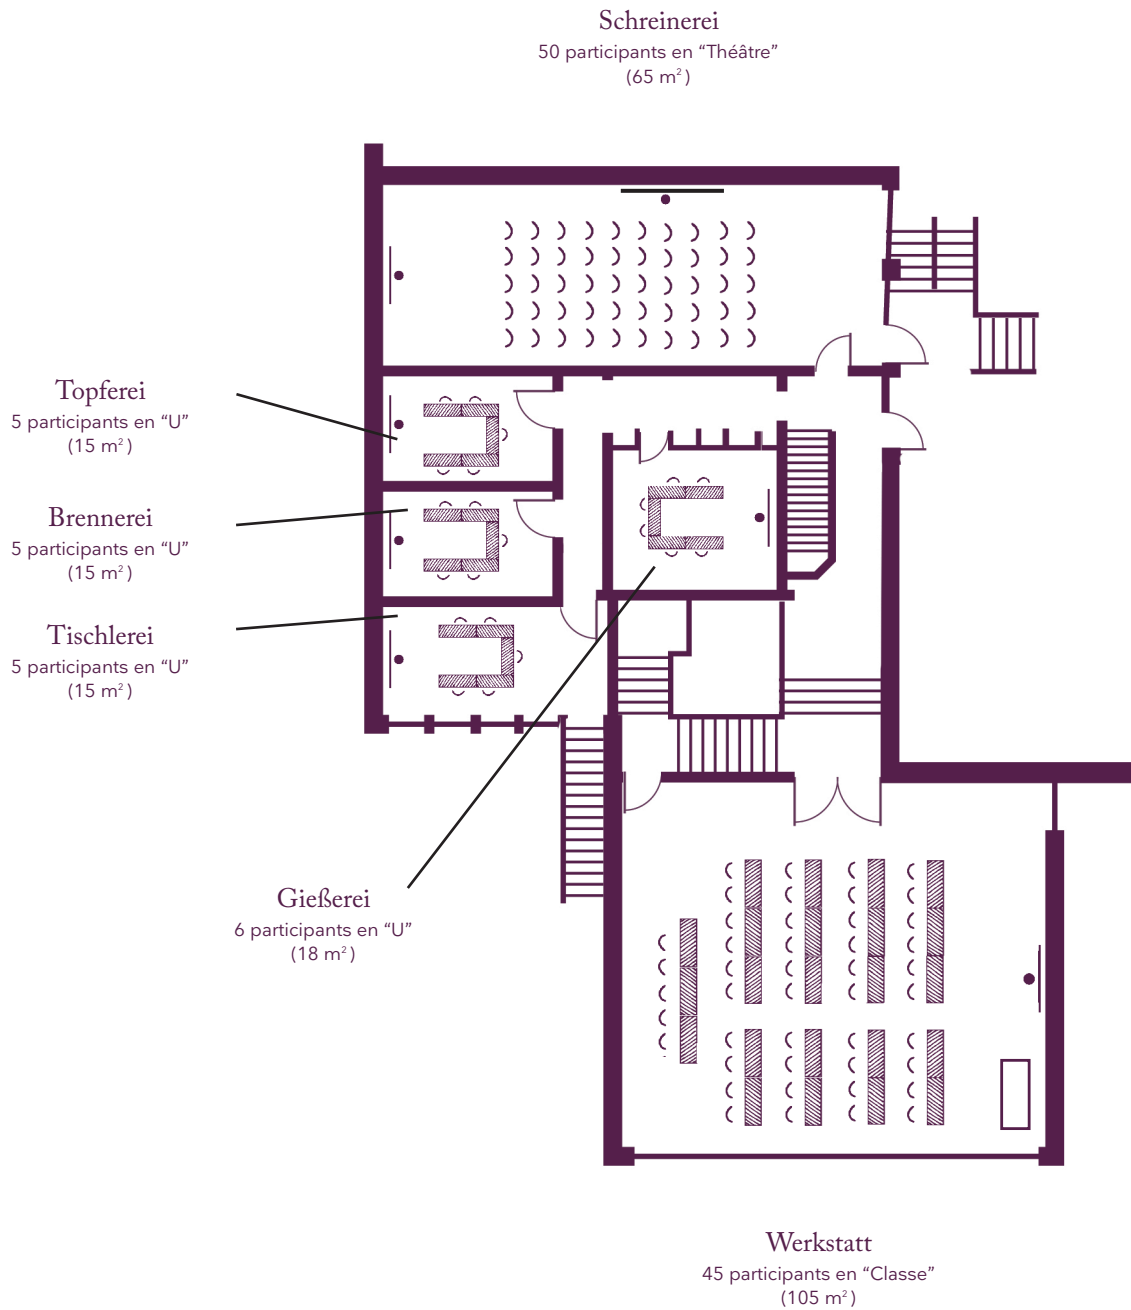 Schreinerei
50 participants en “Théâtre”
(65 m²)
Topferei
5 participants en “U”
(15 m²)
Brennerei
5 participants en “U”
(15 m²)
Tischlerei
5 participants en “U”
(15 m²)
Gießerei
6 participants en “U”
(18 m²)
Werkstatt
45 participants en “Classe”
(105 m²)